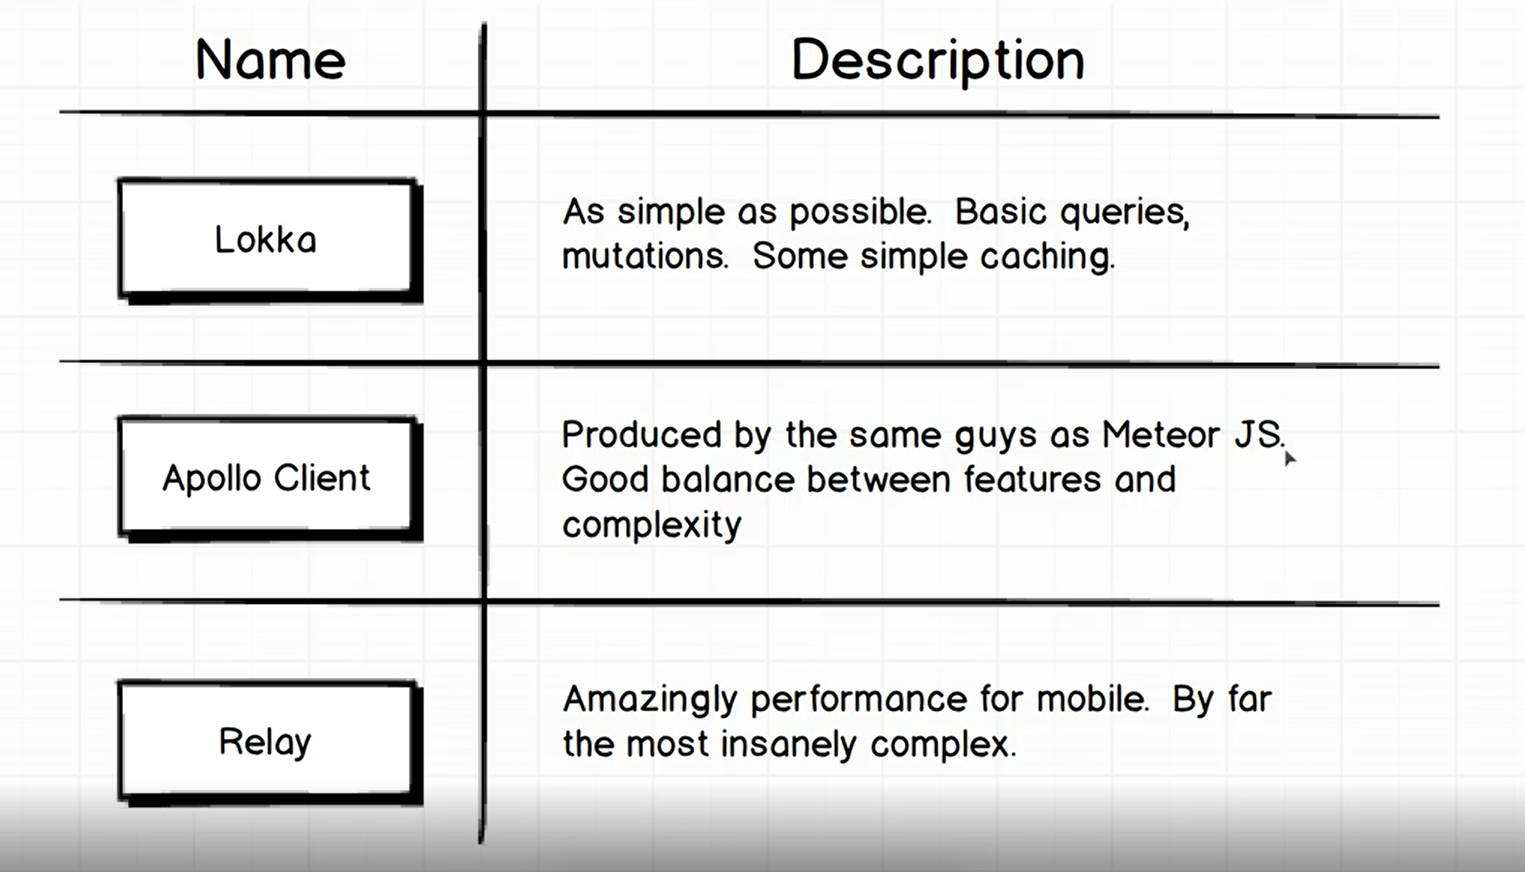 Name
Description
Lokka
As simple as possible.  Basic queries,
mutations.  Some simple caching.
Apollo Client
Produced by the same guys as Meteor JS.
Good balance between features and
complexity
Relay
Amazingly performance for mobile.  By far
the most insanely complex.